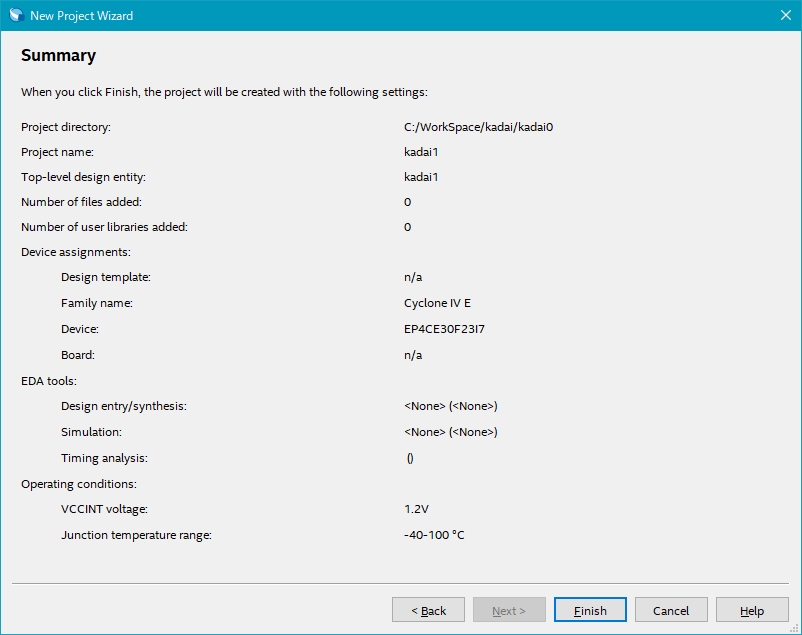 New Project Wizard
Summary
When you click Finish, the project will be created with the following settings:
Project directory: C:/WorkSpace/kadai/kadai0
Project name: kadai1
Top-level design entity: kadai1
Number of files added: 0
Number of user libraries added: 0
Device assignments:
Design template: n/a
Family name: Cyclone IV E
Device: EP4CE30F23I7
Board: n/a
EDA tools:
Design entry/synthesis: <None> (<None>)
Simulation: <None> (<None>)
Timing analysis: ()
Operating conditions:
VCCINT voltage: 1.2V
Junction temperature range: -40-100 °C
< Back Next > Finish Cancel Help